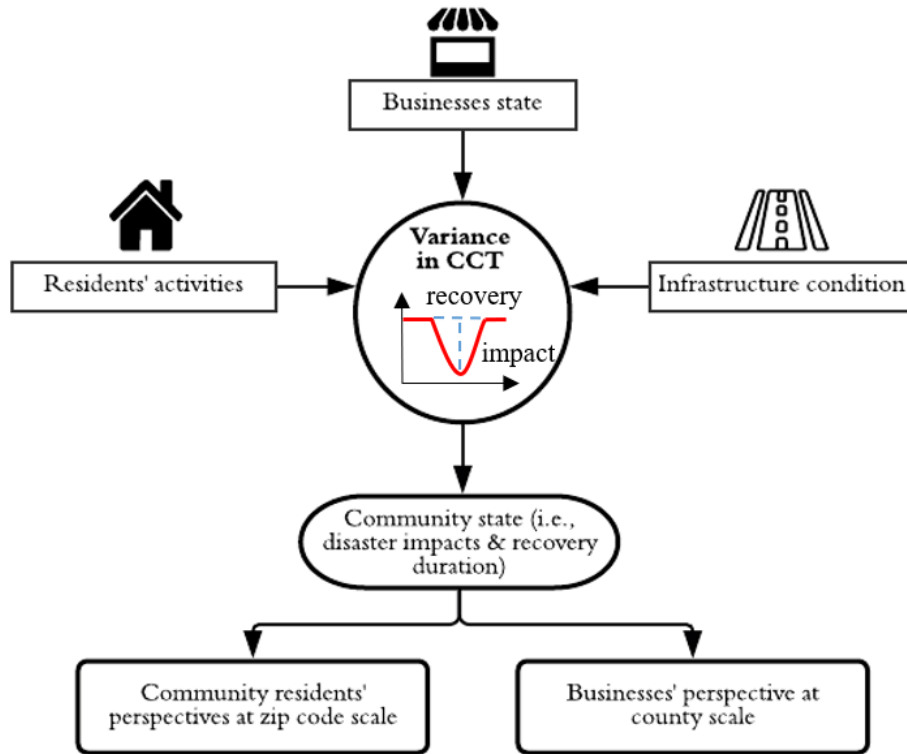 Businesses state
Residents' activities
Variance
in CCT
recovery
impact
Infrastructure condition
Community state (i.e.,
disaster impacts & recovery
duration)
Community residents'
perspectives at zip code scale
Businesses' perspective at
county scale